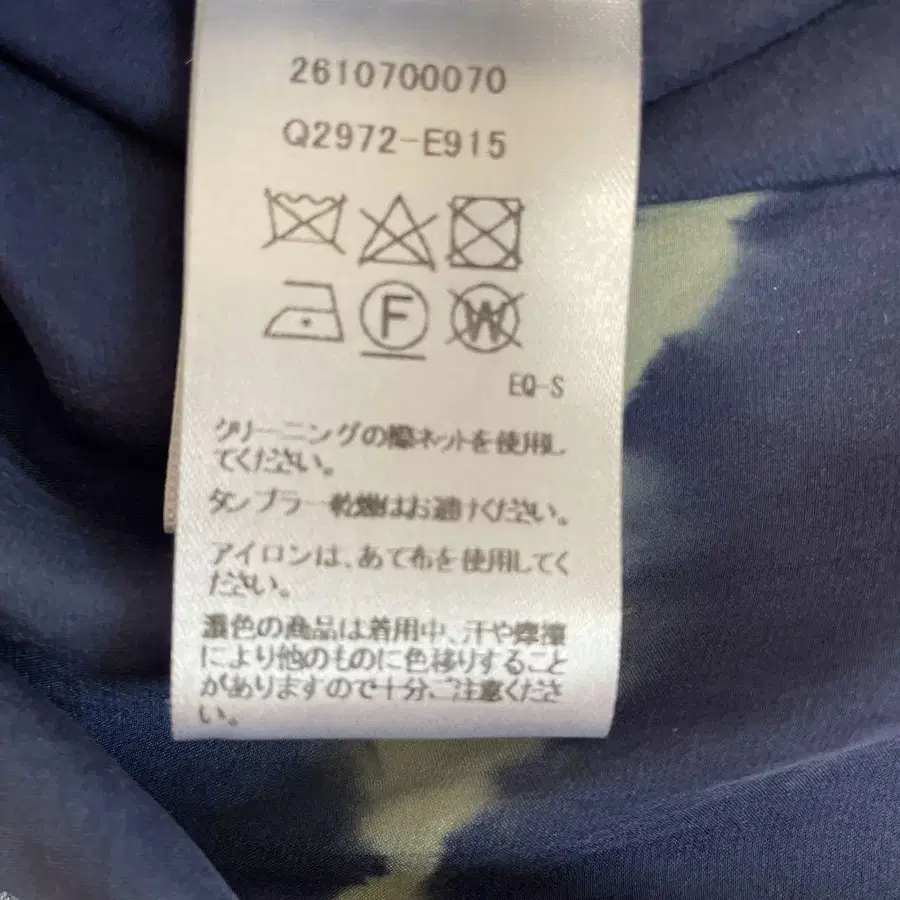 2610700070
Q2972-E915
F W
EQ-S
クリーニングの際ネットを使用し
てください。
タンブラー乾燥はお避けください。
アイロンは、あて布を使用してく
ださい。
濃色の商品は着用中、汗や摩擦
により他のものに色移りすること
がありますので十分、ご注意くださ
い。